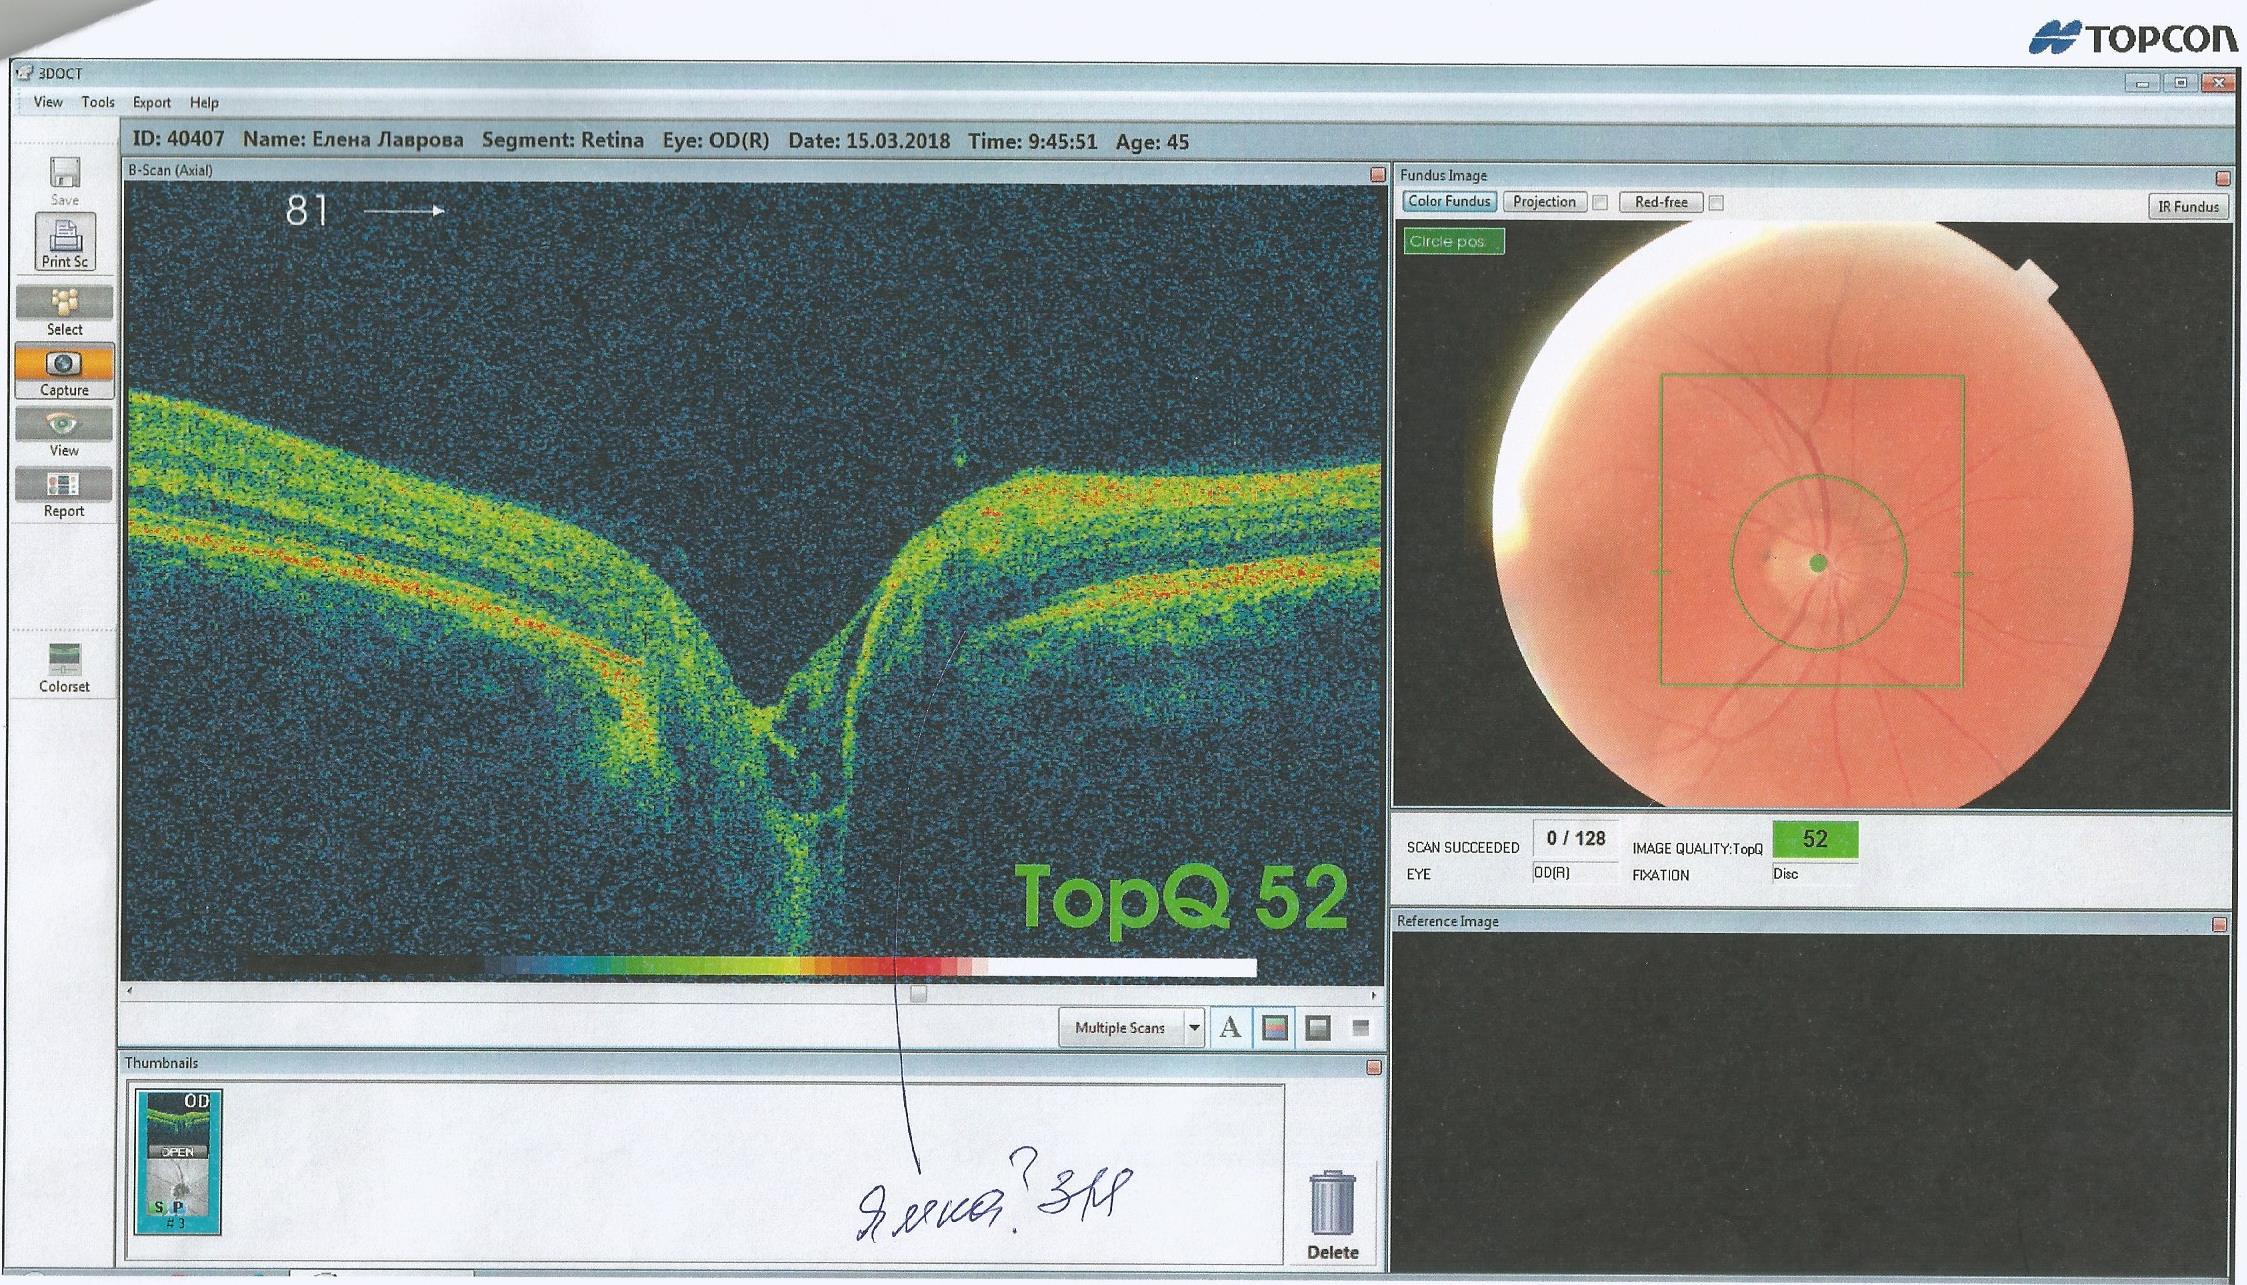 TOPCON
3DOCT
View Tools Export Help
ID: 40407 Name: Елена Лаврова Segment: Retina Eye: OD(R) Date: 15.03.2018 Time: 9:45:51 Age: 45
Save
Print Sc
Select
Capture
View
Report
Colorset
B-Scan (Axial)
81
TopQ 52
Multiple Scans
A
Thumbnails
OD
OPEN
S P
#3
Ямка? ЗН
Delete
Fundus Image
Color Fundus Projection Red-free
IR Fundus
Circle pos.
SCAN SUCCEEDED 0 / 128 IMAGE QUALITY:TopQ 52
EYE OD(R) FIXATION Disc
Reference Image